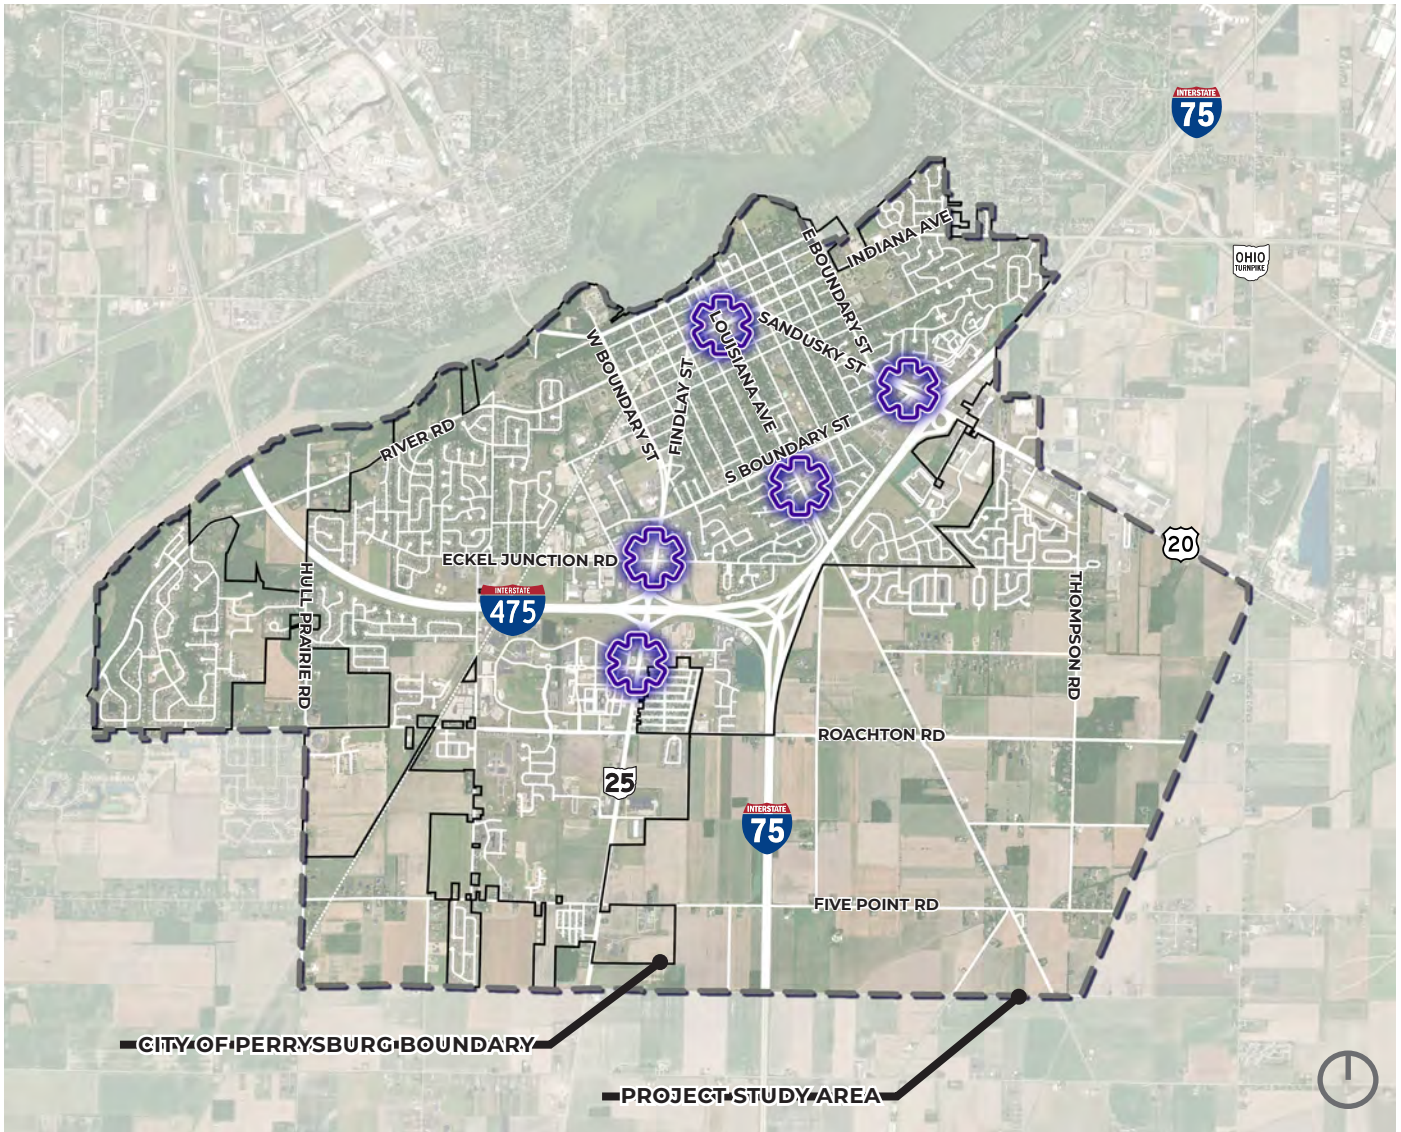 INTERSTATE
75
OHIO
TURNPIKE
E BOUNDARY ST
INDIANA AVE
SANDUSKY ST
LOUISIANA AVE
W BOUNDARY ST
FINDLAY ST
RIVER RD
S BOUNDARY ST
20
ECKEL JUNCTION RD
INTERSTATE
475
HULL PRAIRIE RD
THOMPSON RD
ROACHTON RD
25
INTERSTATE
75
FIVE POINT RD
CITY OF PERRYSBURG BOUNDARY
PROJECT STUDY AREA